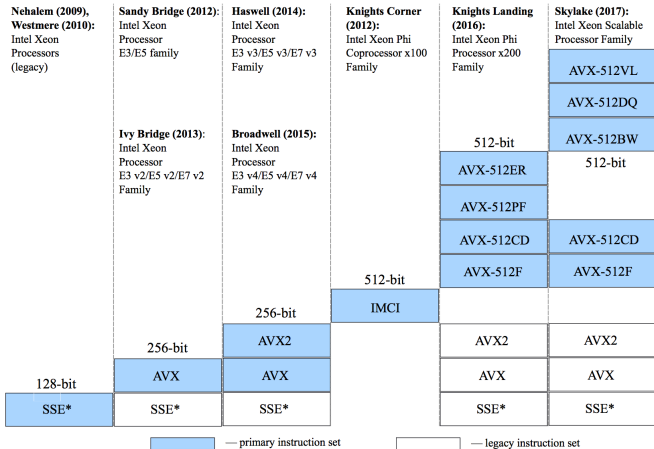 Nehalem (2009),
Westmere (2010):
Intel Xeon
Processors
(legacy)
Sandy Bridge (2012):
Intel Xeon
Processor
E3/E5 family
Ivy Bridge (2013):
Intel Xeon
Processor
E3 v2/E5 v2/E7 v2
Family
Haswell (2014):
Intel Xeon
Processor
E3 v3/E5 v3/E7 v3
Family
Broadwell (2015):
Intel Xeon
Processor
E3 v4/E5 v4/E7 v4
Family
Knights Corner
(2012):
Intel Xeon Phi
Coprocessor x100
Family
Knights Landing
(2016):
Intel Xeon Phi
Processor x200
Family
Skylake (2017):
Intel Xeon Scalable
Processor Family
128-bit
SSE*
256-bit
AVX
SSE*
256-bit
AVX2
AVX
SSE*
512-bit
IMCI
512-bit
AVX-512ER
AVX-512PF
AVX-512CD
AVX-512F
AVX2
AVX
SSE*
AVX-512VL
AVX-512DQ
AVX-512BW
512-bit
AVX-512CD
AVX-512F
AVX2
AVX
SSE*
— primary instruction set
— legacy instruction set